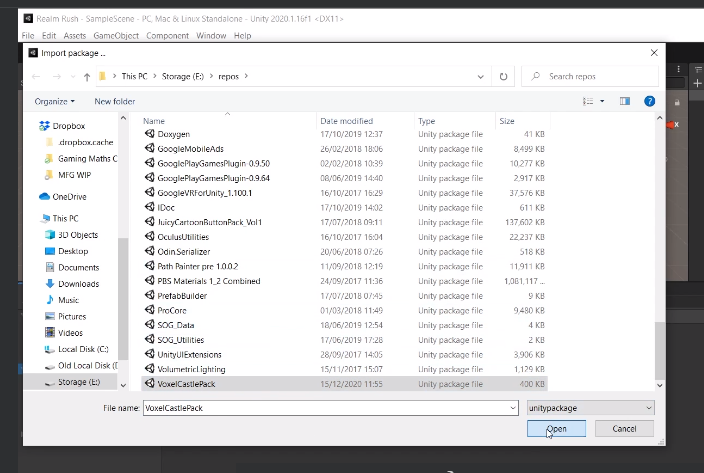 Realm Rush - SampleScene - PC, Mac & Linux Standalone - Unity 2020.1.16f1 <DX11>
File Edit Assets GameObject Component Window Help
Import package ...
This PC > Storage (E:) > repos >
Search repos
Organize New folder
Name Date modified Type Size
Dropbox
.dropbox.cache
Gaming Maths C
MFG WIP
OneDrive
This PC
3D Objects
Desktop
Documents
Downloads
Music
Pictures
Videos
Local Disk (C:)
Old Local Disk (
Storage (E:)
Doxygen 17/10/2019 12:37 Unity package file 41 KB
GoogleMobileAds 26/02/2018 18:06 Unity package file 8,499 KB
GooglePlayGamesPlugin-0.9.50 02/02/2018 10:39 Unity package file 10,277 KB
GooglePlayGamesPlugin-0.9.64 08/06/2019 14:40 Unity package file 2,917 KB
GoogleVRForUnity_1.100.1 16/10/2017 16:29 Unity package file 37,576 KB
IDoc 17/10/2019 14:02 Unity package file 611 KB
JuicyCartoonButtonPack_Vol1 17/07/2018 09:11 Unity package file 137,602 KB
OculusUtilities 16/10/2017 16:04 Unity package file 22,237 KB
Odin.Serializer 20/06/2018 07:26 Unity package file 518 KB
Path Painter pre 1.0.0.2 11/09/2018 12:19 Unity package file 11,911 KB
PBS Materials 1_2 Combined 24/09/2017 11:36 Unity package file 1,081,117 ...
PrefabBuilder 17/07/2018 07:45 Unity package file 9 KB
ProCore 01/03/2018 11:49 Unity package file 9,480 KB
SOG_Data 18/06/2019 12:54 Unity package file 4 KB
SOG_Utilities 17/06/2019 17:28 Unity package file 2 KB
UnityUIExtensions 28/09/2017 14:05 Unity package file 3,906 KB
VolumetricLighting 15/11/2017 15:07 Unity package file 1,129 KB
VoxelCastlePack 15/12/2020 11:55 Unity package file 400 KB
File name: VoxelCastlePack unitypackage
Open Cancel